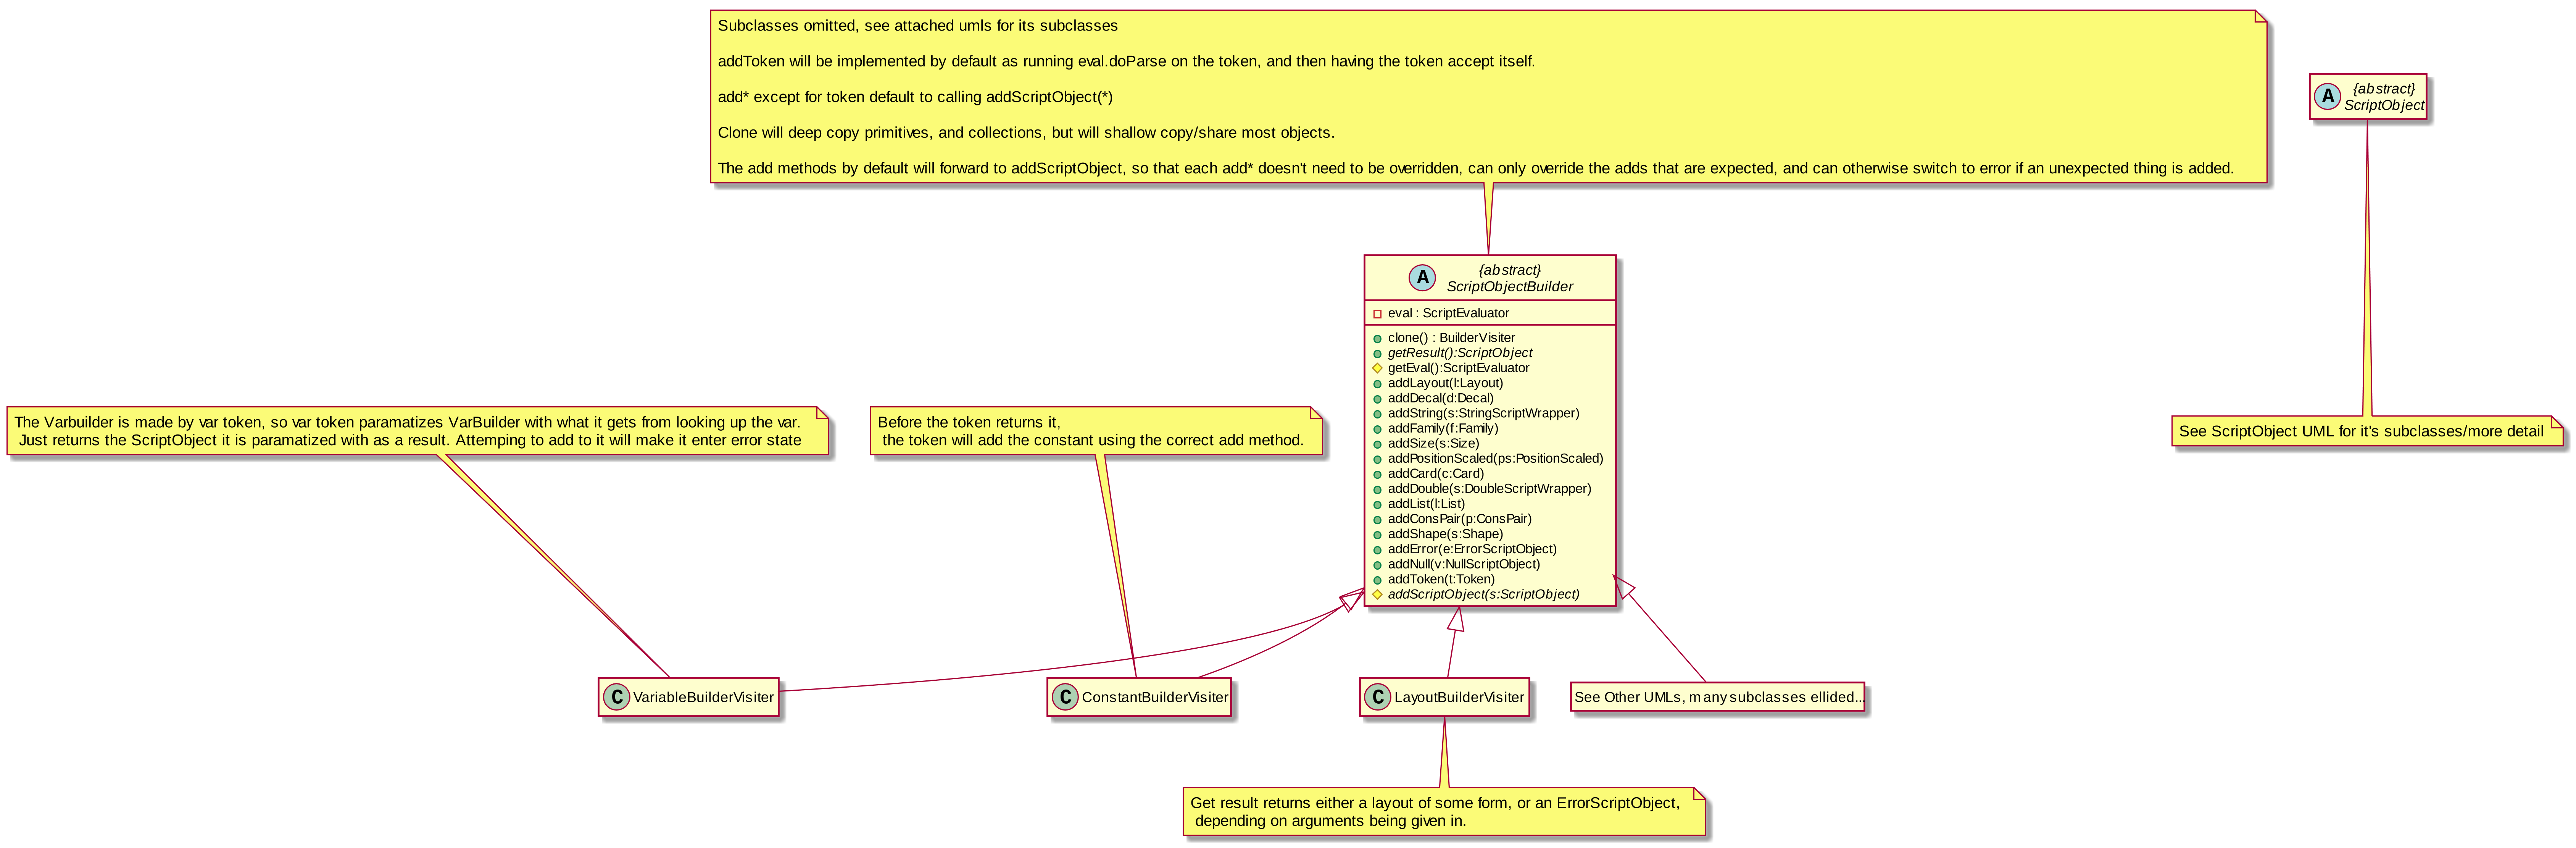 Subclasses omitted, see attached umls for its subclasses
addToken will be implemented by default as running eval.doParse on the token, and then having the token accept itself.
add* except for token default to calling addScriptObject(*)
Clone will deep copy primitives, and collections, but will shallow copy/share most objects.
The add methods by default will forward to addScriptObject, so that each add* doesn't need to be overridden, can only override the adds that are expected, and can otherwise switch to error if an unexpected thing is added.
A
{abstract}
ScriptObject
A
{abstract}
ScriptObjectBuilder
eval : ScriptEvaluator
clone() : BuilderVisiter
getResult():ScriptObject
getEval():ScriptEvaluator
addLayout(l:Layout)
addDecal(d:Decal)
addString(s:StringScriptWrapper)
addFamily(f:Family)
addSize(s:Size)
addPositionScaled(ps:PositionScaled)
addCard(c:Card)
addDouble(s:DoubleScriptWrapper)
addList(l:List)
addConsPair(p:ConsPair)
addShape(s:Shape)
addError(e:ErrorScriptObject)
addNull(v:NullScriptObject)
addToken(t:Token)
addScriptObject(s:ScriptObject)
The Varbuilder is made by var token, so var token paramatizes VarBuilder with what it gets from looking up the var.
Just returns the ScriptObject it is paramatized with as a result. Attemping to add to it will make it enter error state
Before the token returns it,
the token will add the constant using the correct add method.
See ScriptObject UML for it's subclasses/more detail
C VariableBuilderVisiter
C ConstantBuilderVisiter
C LayoutBuilderVisiter
See Other UMLs, many subclasses ellided...
Get result returns either a layout of some form, or an ErrorScriptObject,
depending on arguments being given in.